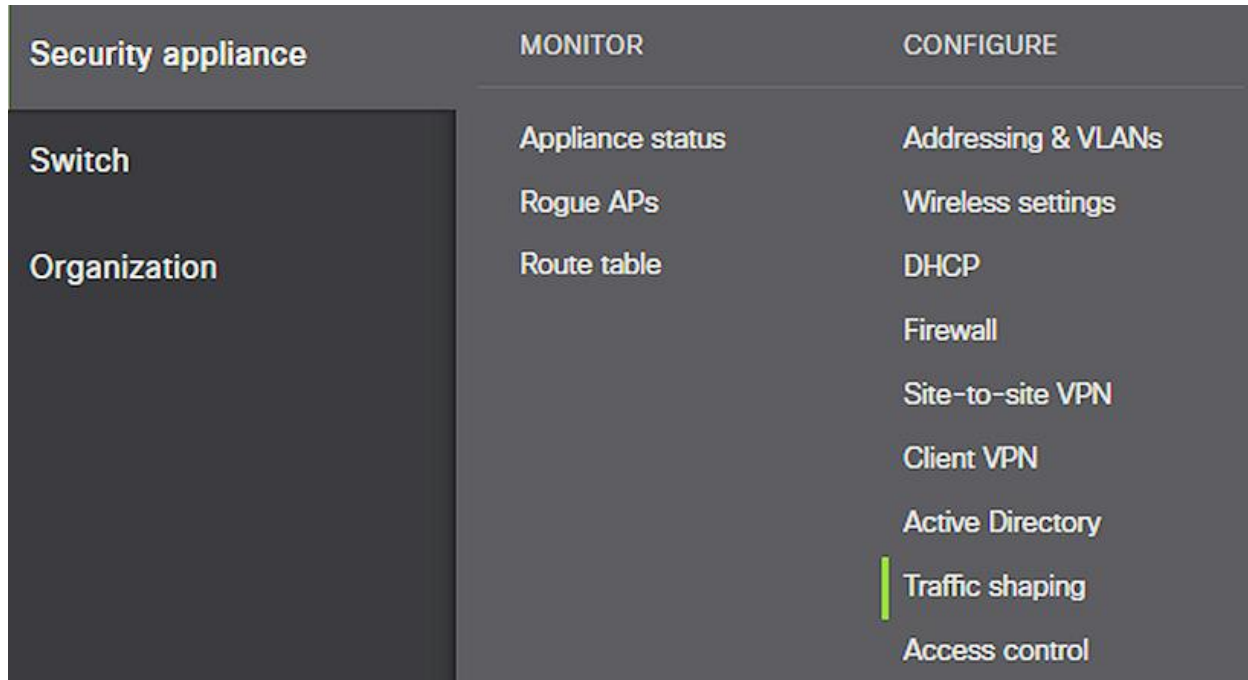 Security appliance
Switch
Organization
MONITOR
Appliance status
Rogue APs
Route table
CONFIGURE
Addressing & VLANs
Wireless settings
DHCP
Firewall
Site-to-site VPN
Client VPN
Active Directory
Traffic shaping
Access control